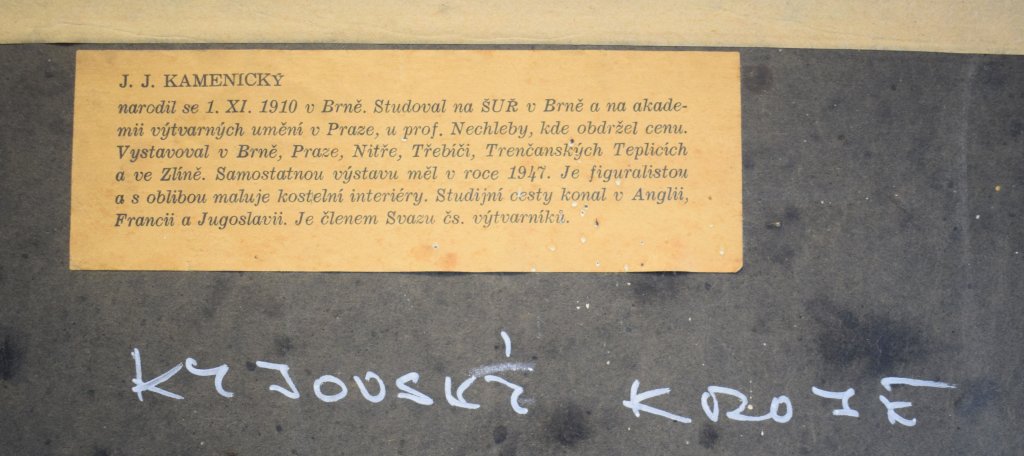 J. J. KAMENICKÝ
narodil se 1. XI. 1910 v Brně. Studoval na ŠUŘ v Brně a na akade-
mii výtvarných umění v Praze, u prof. Nechleby, kde obdržel cenu.
Vystavoval v Brně, Praze, Nitře, Třebíči, Trenčanských Teplicích
a ve Zlíně. Samostatnou výstavu měl v roce 1947. Je figuralistou
a s oblibou maluje kostelní interiéry. Studijní cesty konal v Anglii,
Francii a Jugoslavii. Je členem Svazu čs. výtvarníků.
KYJOVSKÝ KROJE